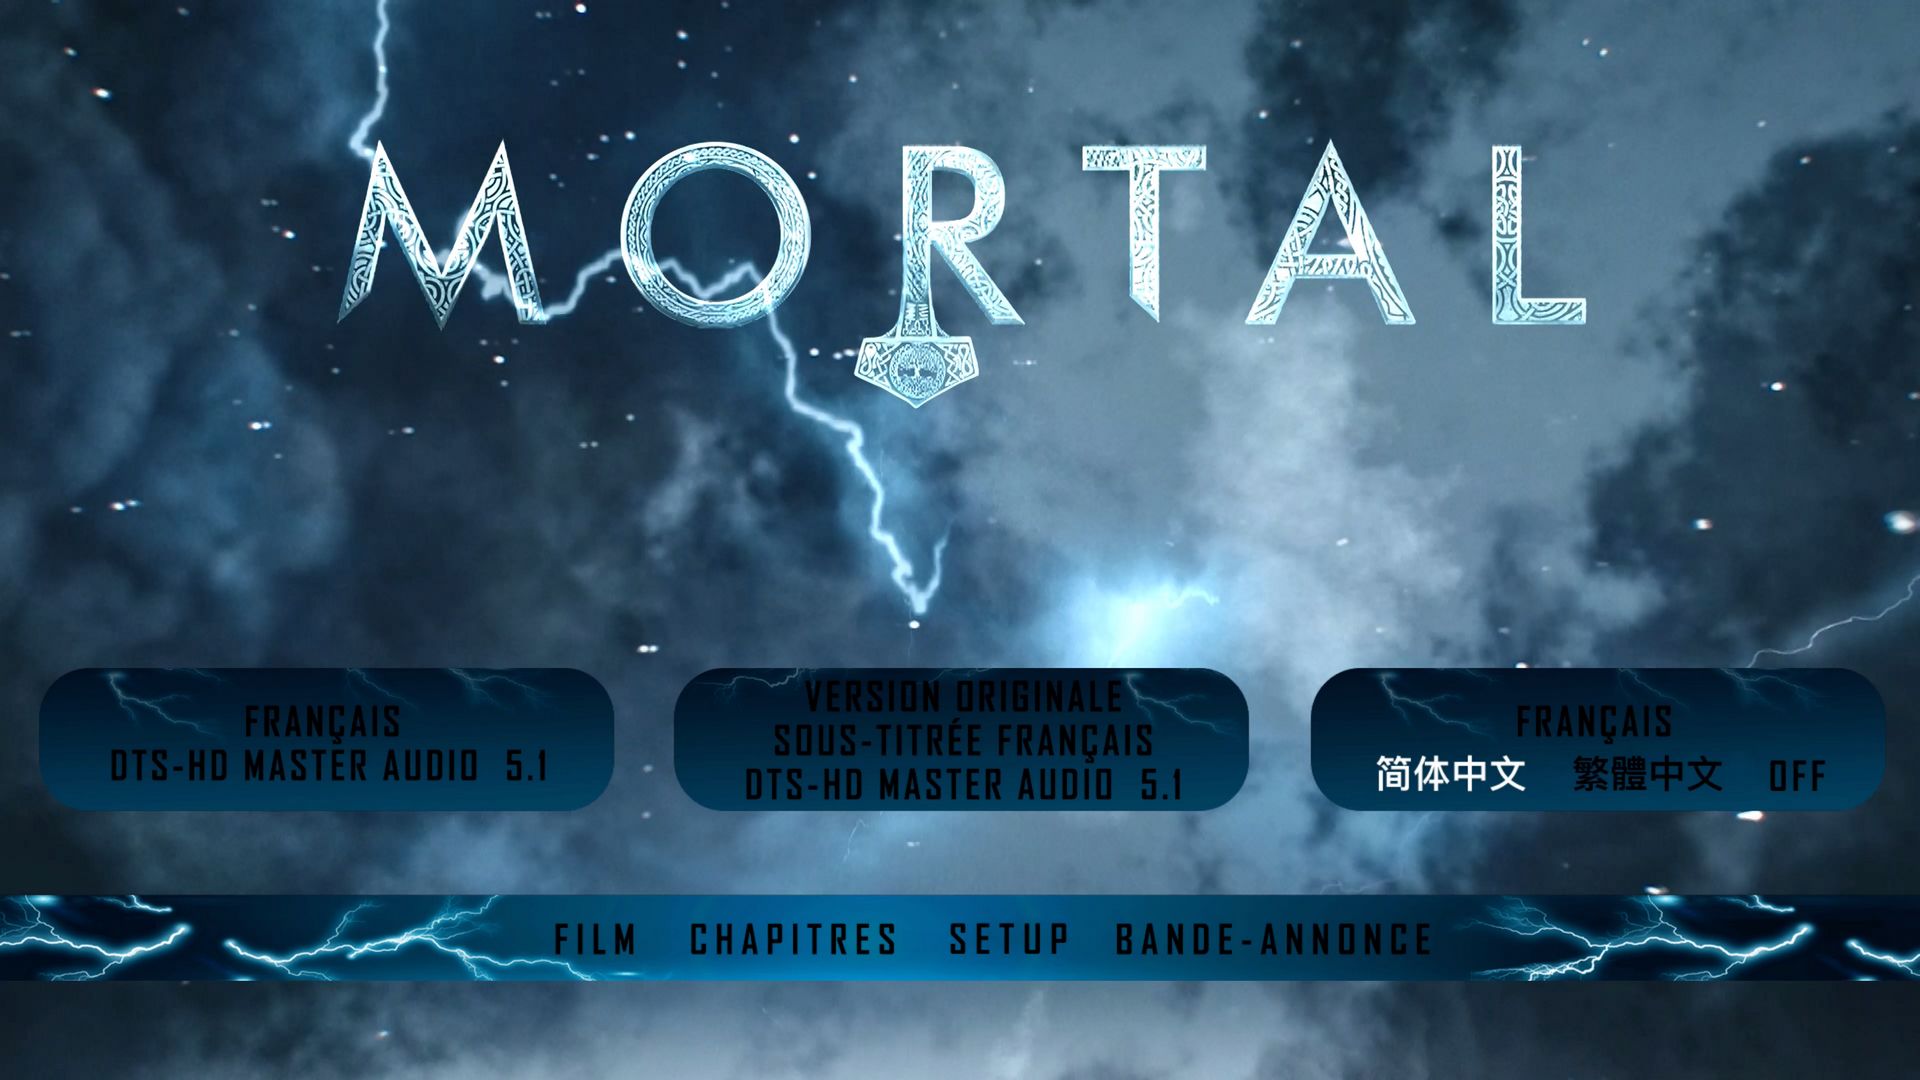 MORTAL
FRANÇAIS
DTS-HD MASTER AUDIO 5.1
VERSION ORIGINALE
SOUS-TITRÉE FRANÇAIS
DTS-HD MASTER AUDIO 5.1
FRANÇAIS
简体中文 繁體中文 OFF
FILM CHAPITRES SETUP BANDE-ANNONCE